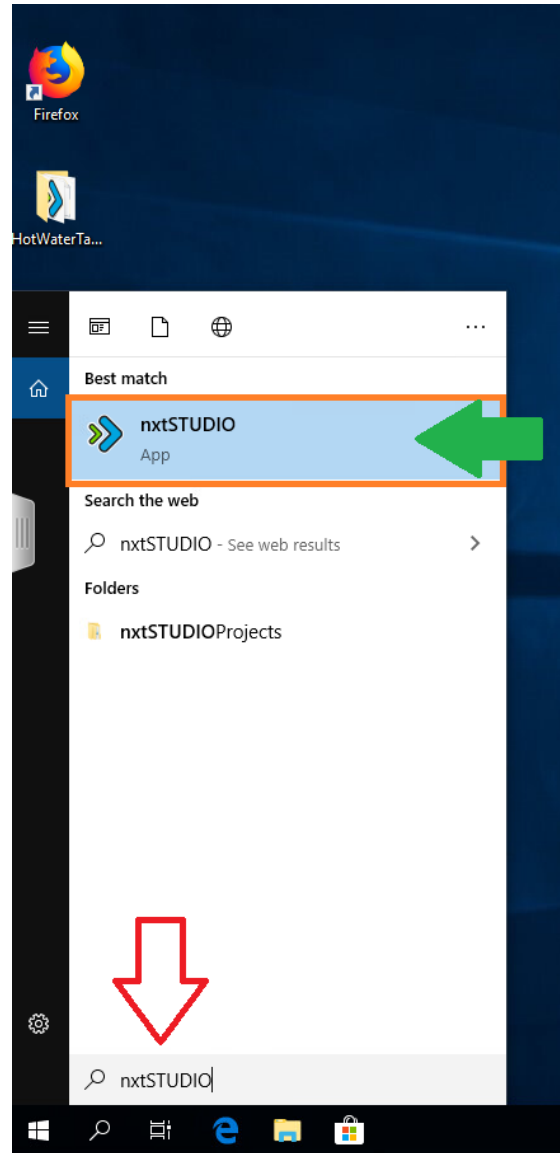 Firefox
HotWaterTa...
Best match
nxtSTUDIO
App
Search the web
nxtSTUDIO - See web results
Folders
nxtSTUDIOProjects
nxtSTUDIO